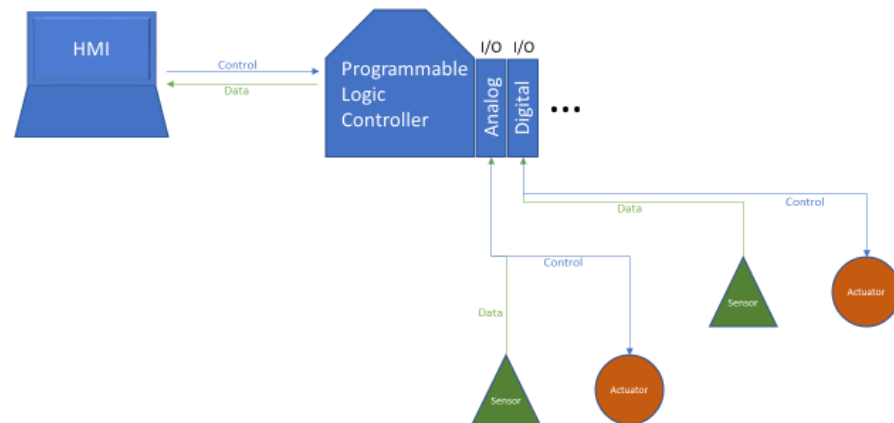 HMI
Control
Data
Programmable
Logic
Controller
I/O I/O
Analog
Digital
...
Data
Control
Control
Data
Sensor
Actuator
Sensor
Actuator